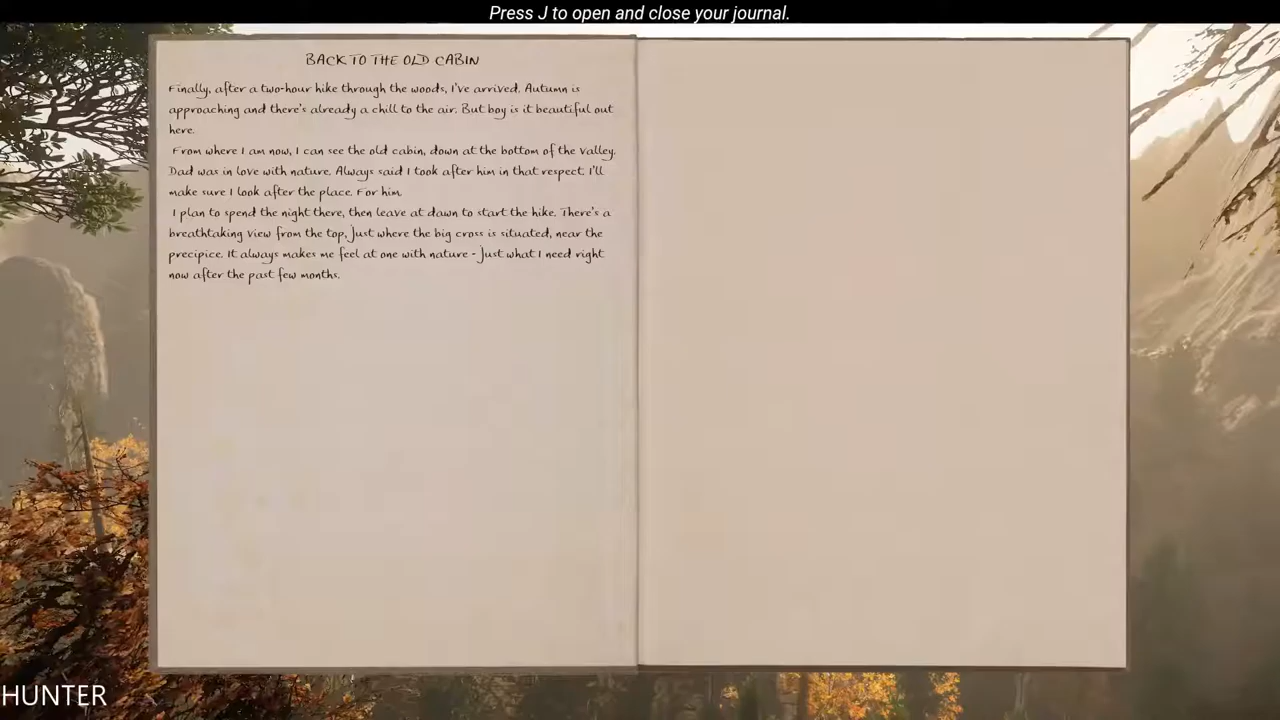 Press J to open and close your journal.
BACK TO THE OLD CABIN
Finally, after a two-hour hike through the woods, I've arrived. Autumn is
approaching and there's already a chill to the air. But boy is it beautiful out
here.
From where I am now, I can see the old cabin, down at the bottom of the valley.
Dad was in love with nature. Always said I took after him in that respect. I'll
make sure I look after the place. For him.
I plan to spend the night there, then leave at dawn to start the hike. There's a
breathtaking view from the top, just where the big cross is situated, near the
precipice. It always makes me feel at one with nature - just what I need right
now after the past few months.
HUNTER